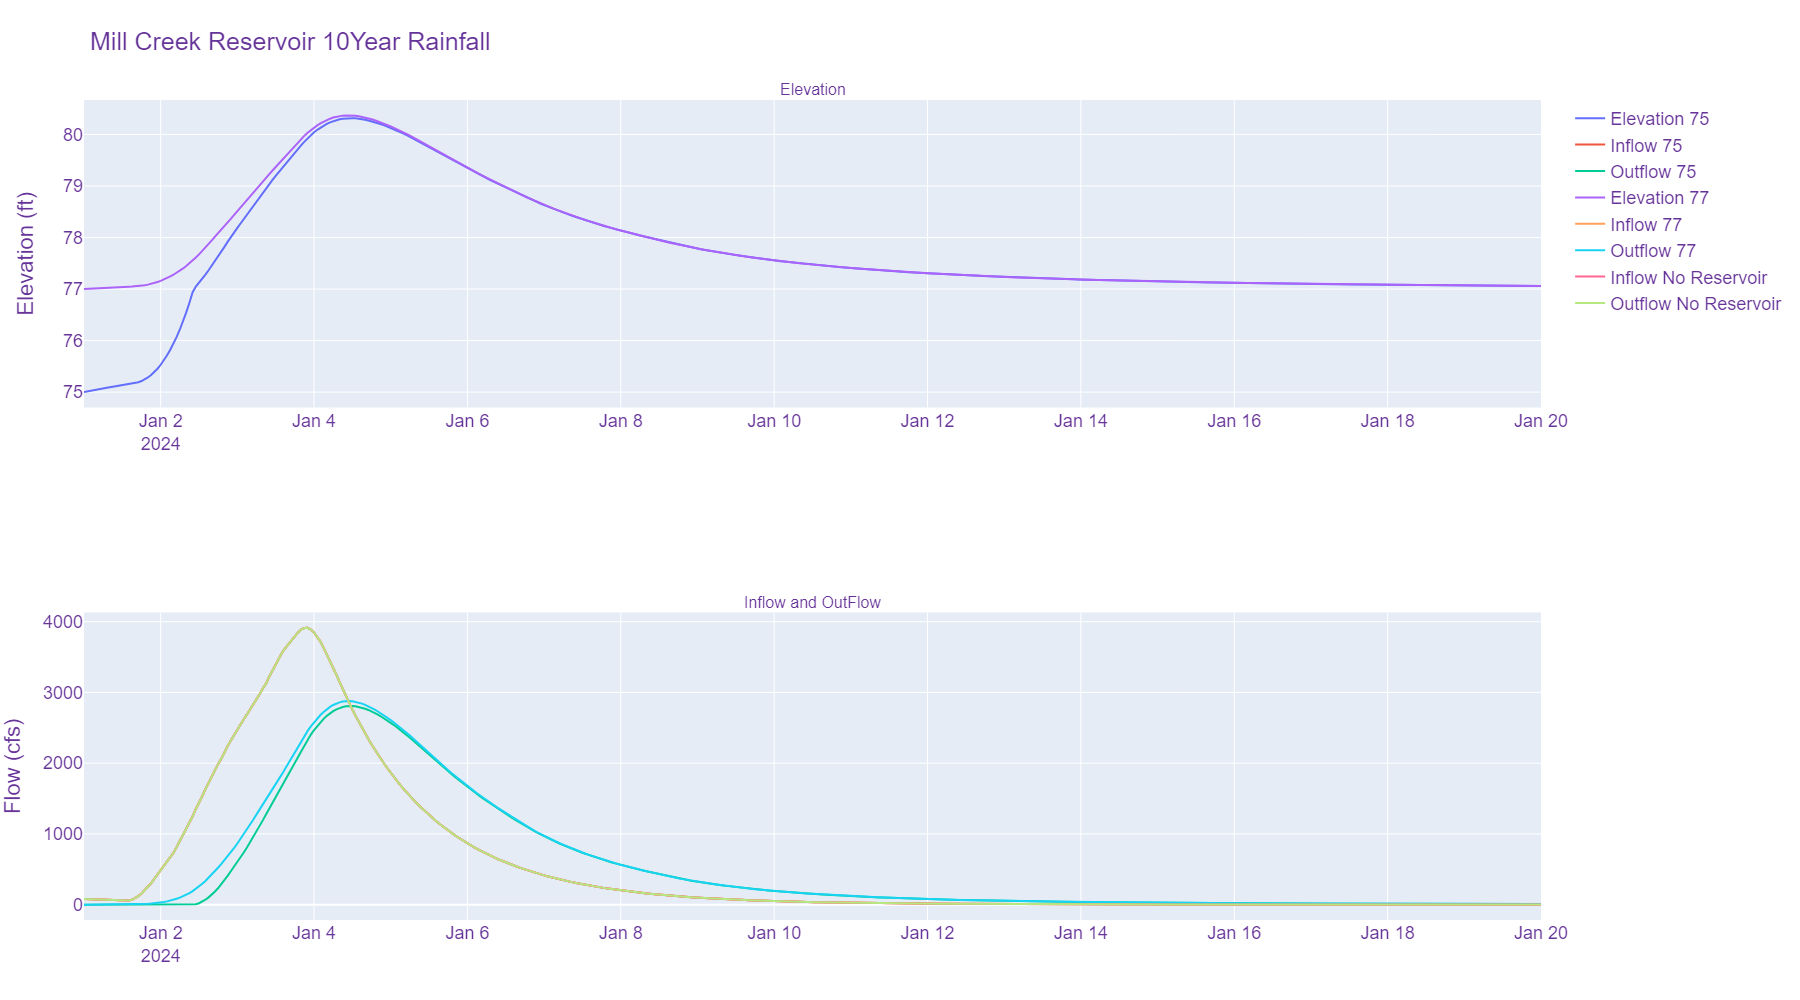 Mill Creek Reservoir 10Year Rainfall
Elevation
Elevation (ft)
80
79
78
77
76
75
Jan 2
2024
Jan 4
Jan 6
Jan 8
Jan 10
Jan 12
Jan 14
Jan 16
Jan 18
Jan 20
Elevation 75
Inflow 75
Outflow 75
Elevation 77
Inflow 77
Outflow 77
Inflow No Reservoir
Outflow No Reservoir
Inflow and OutFlow
Flow (cfs)
4000
3000
2000
1000
0
Jan 2
2024
Jan 4
Jan 6
Jan 8
Jan 10
Jan 12
Jan 14
Jan 16
Jan 18
Jan 20